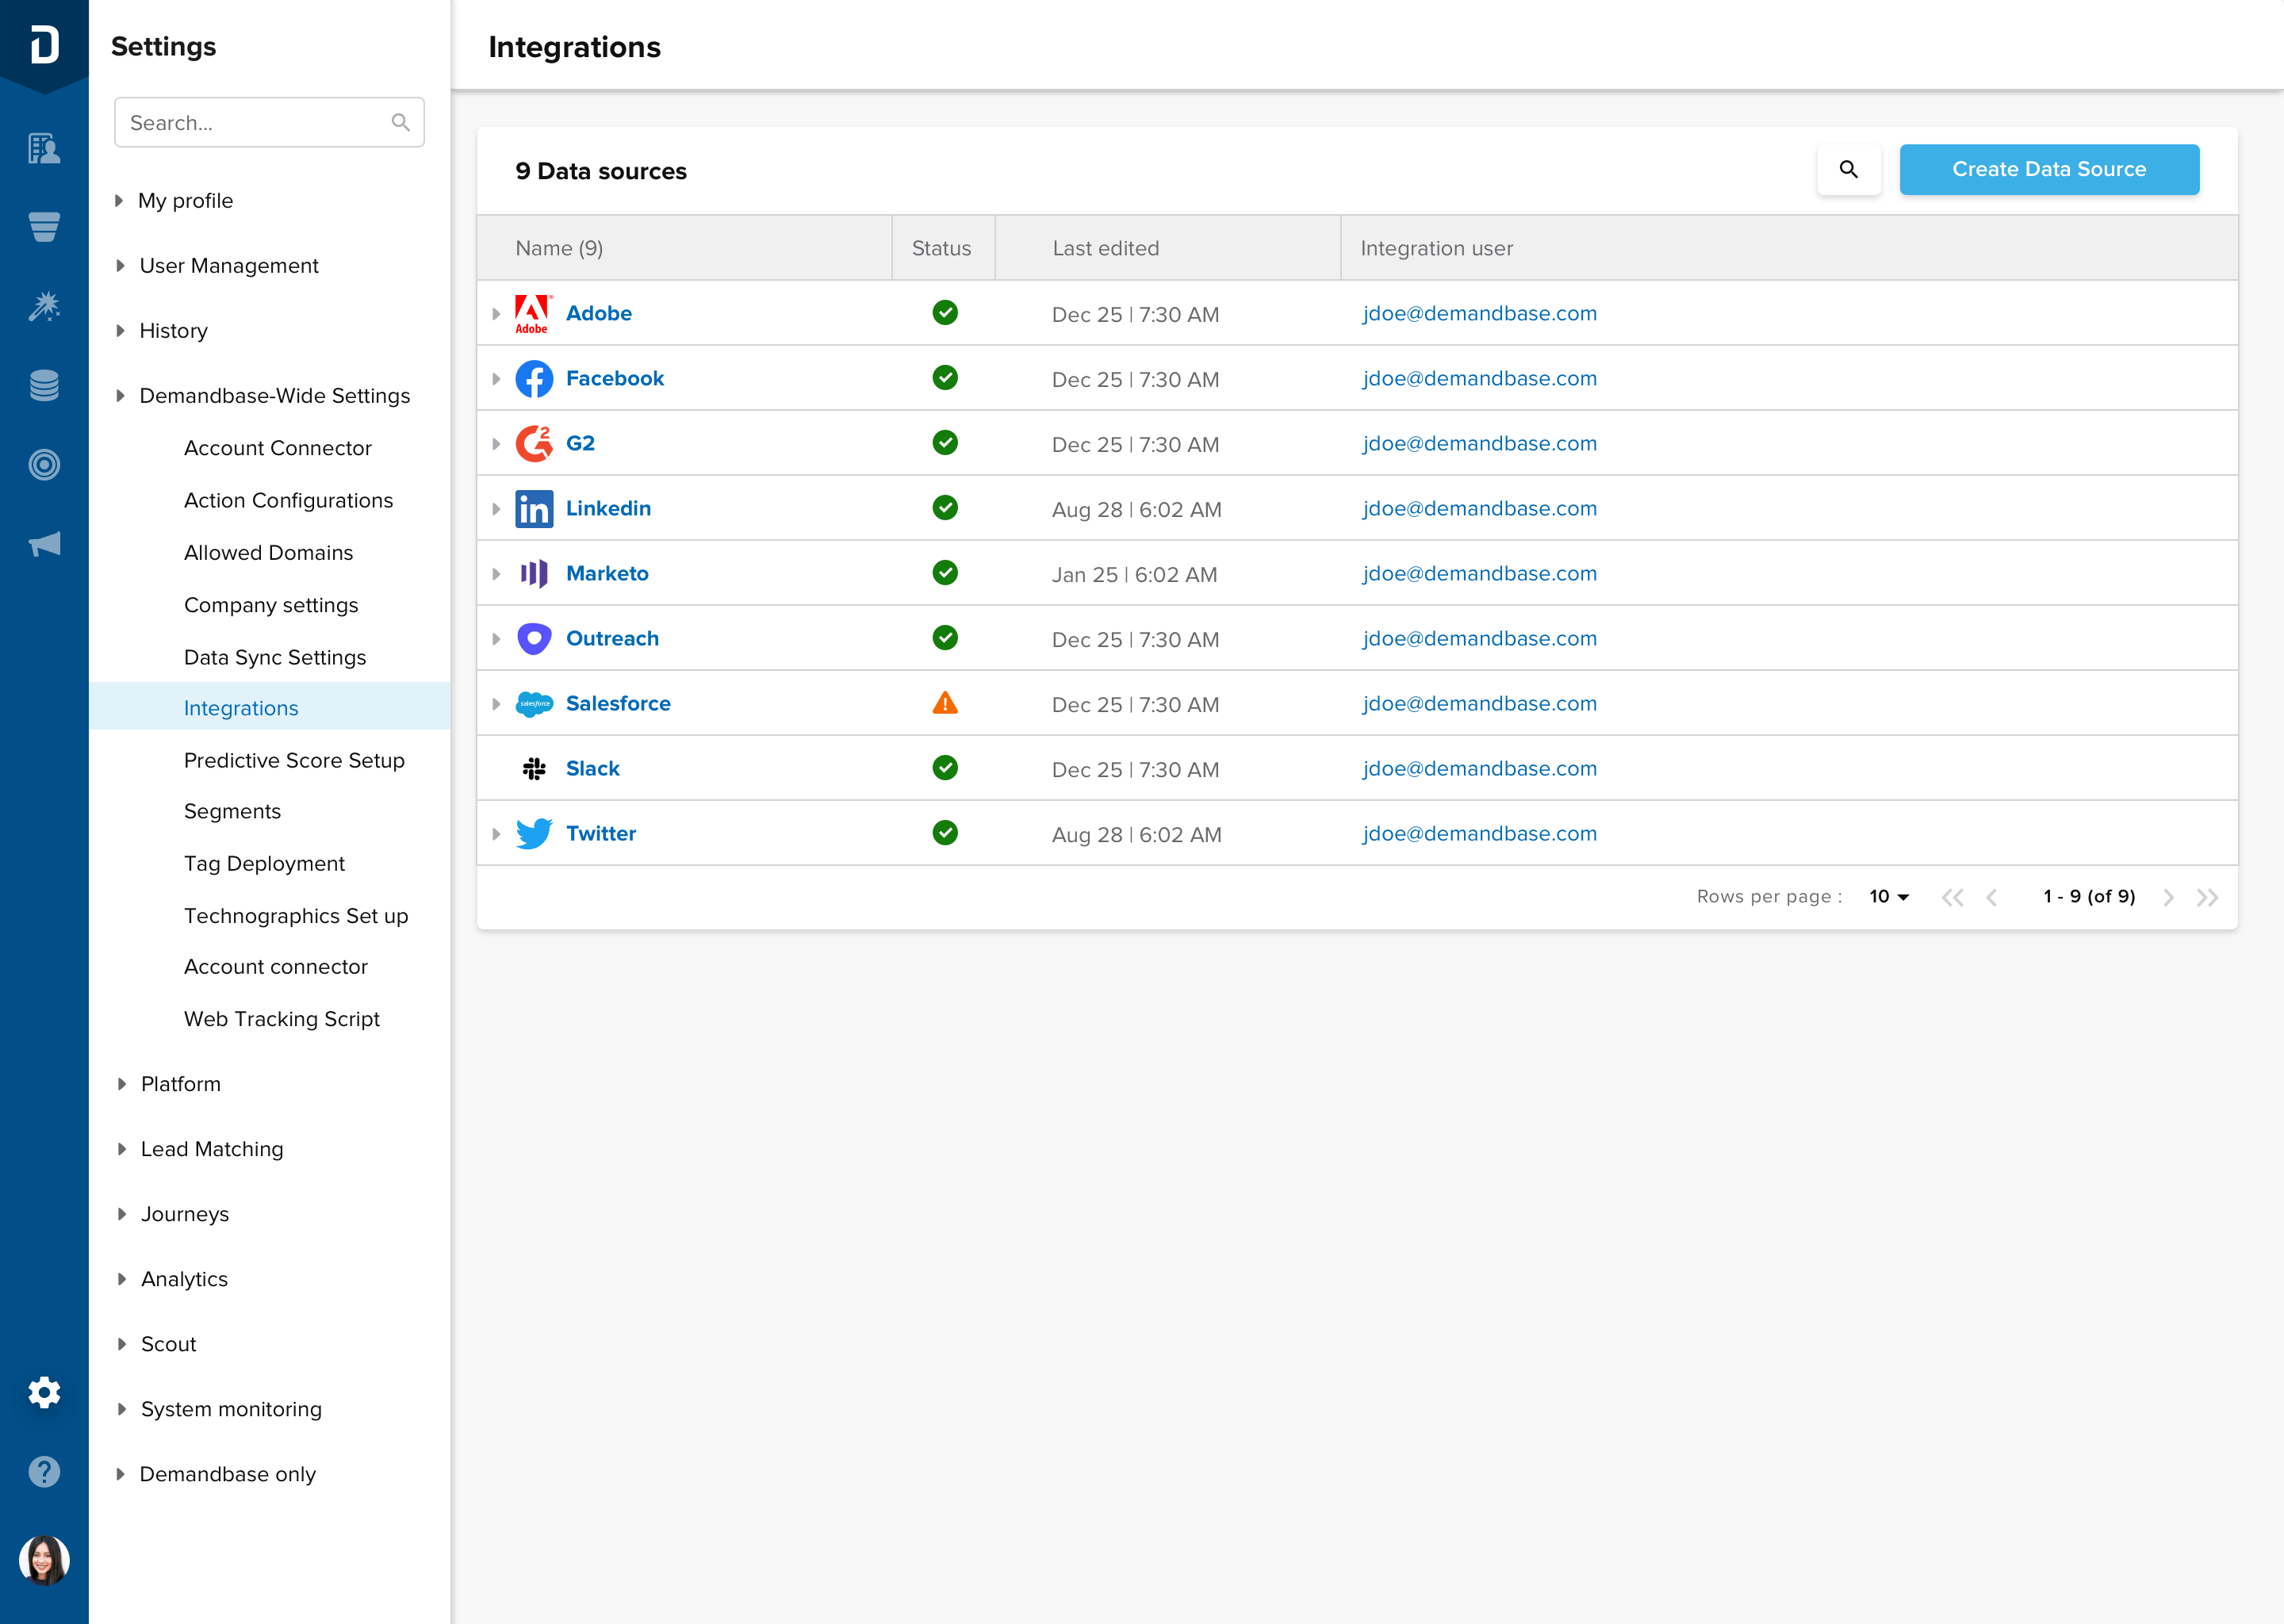 Settings
Search...
My profile
User Management
History
Demandbase-Wide Settings
Account Connector
Action Configurations
Allowed Domains
Company settings
Data Sync Settings
Integrations
Predictive Score Setup
Segments
Tag Deployment
Technographics Set up
Account connector
Web Tracking Script
Platform
Lead Matching
Journeys
Analytics
Scout
System monitoring
Demandbase only
Integrations
9 Data sources
Create Data Source
Name (9) Status Last edited Integration user
Adobe Adobe Dec 25 | 7:30 AM jdoe@demandbase.com
Facebook Dec 25 | 7:30 AM jdoe@demandbase.com
G2 Dec 25 | 7:30 AM jdoe@demandbase.com
in Linkedin Aug 28 | 6:02 AM jdoe@demandbase.com
Marketo Jan 25 | 6:02 AM jdoe@demandbase.com
Outreach Dec 25 | 7:30 AM jdoe@demandbase.com
salesforce Salesforce Dec 25 | 7:30 AM jdoe@demandbase.com
Slack Dec 25 | 7:30 AM jdoe@demandbase.com
Twitter Aug 28 | 6:02 AM jdoe@demandbase.com
Rows per page : 10 1 - 9 (of 9)